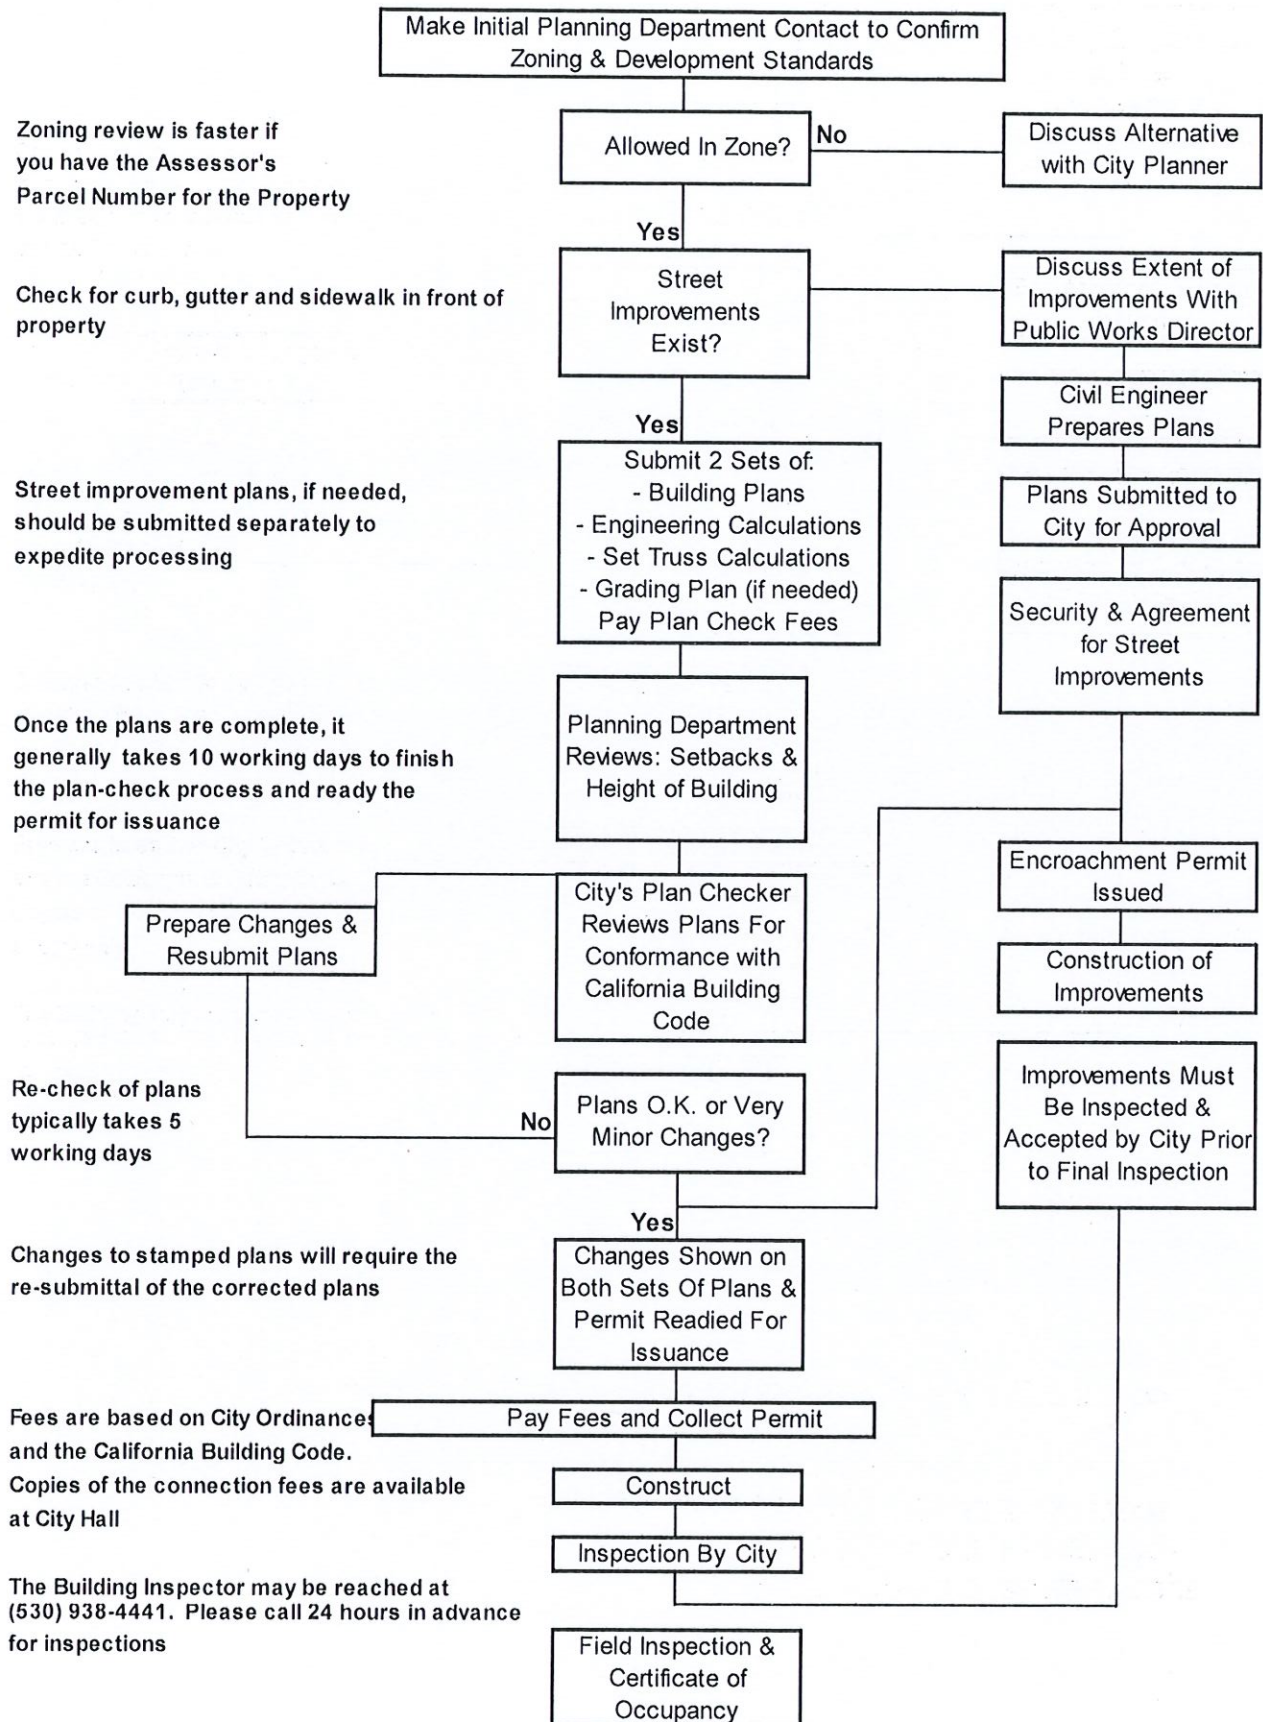 Make Initial Planning Department Contact to Confirm
Zoning & Development Standards
Zoning review is faster if
you have the Assessor's
Parcel Number for the Property
Allowed In Zone?
No
Discuss Alternative
with City Planner
Yes
Check for curb, gutter and sidewalk in front of
property
Street
Improvements
Exist?
Discuss Extent of
Improvements With
Public Works Director
Civil Engineer
Prepares Plans
Yes
Street improvement plans, if needed,
should be submitted separately to
expedite processing
Submit 2 Sets of:
- Building Plans
- Engineering Calculations
- Set Truss Calculations
- Grading Plan (if needed)
Pay Plan Check Fees
Plans Submitted to
City for Approval
Security & Agreement
for Street
Improvements
Once the plans are complete, it
generally takes 10 working days to finish
the plan-check process and ready the
permit for issuance
Planning Department
Reviews: Setbacks &
Height of Building
Encroachment Permit
Issued
Prepare Changes &
Resubmit Plans
City's Plan Checker
Reviews Plans For
Conformance with
California Building
Code
Construction of
Improvements
Re-check of plans
typically takes 5
working days
No
Plans O.K. or Very
Minor Changes?
Improvements Must
Be Inspected &
Accepted by City Prior
to Final Inspection
Yes
Changes to stamped plans will require the
re-submittal of the corrected plans
Changes Shown on
Both Sets Of Plans &
Permit Readied For
Issuance
Fees are based on City Ordinances
and the California Building Code.
Copies of the connection fees are available
at City Hall
Pay Fees and Collect Permit
Construct
Inspection By City
The Building Inspector may be reached at
(530) 938-4441. Please call 24 hours in advance
for inspections
Field Inspection &
Certificate of
Occupancy